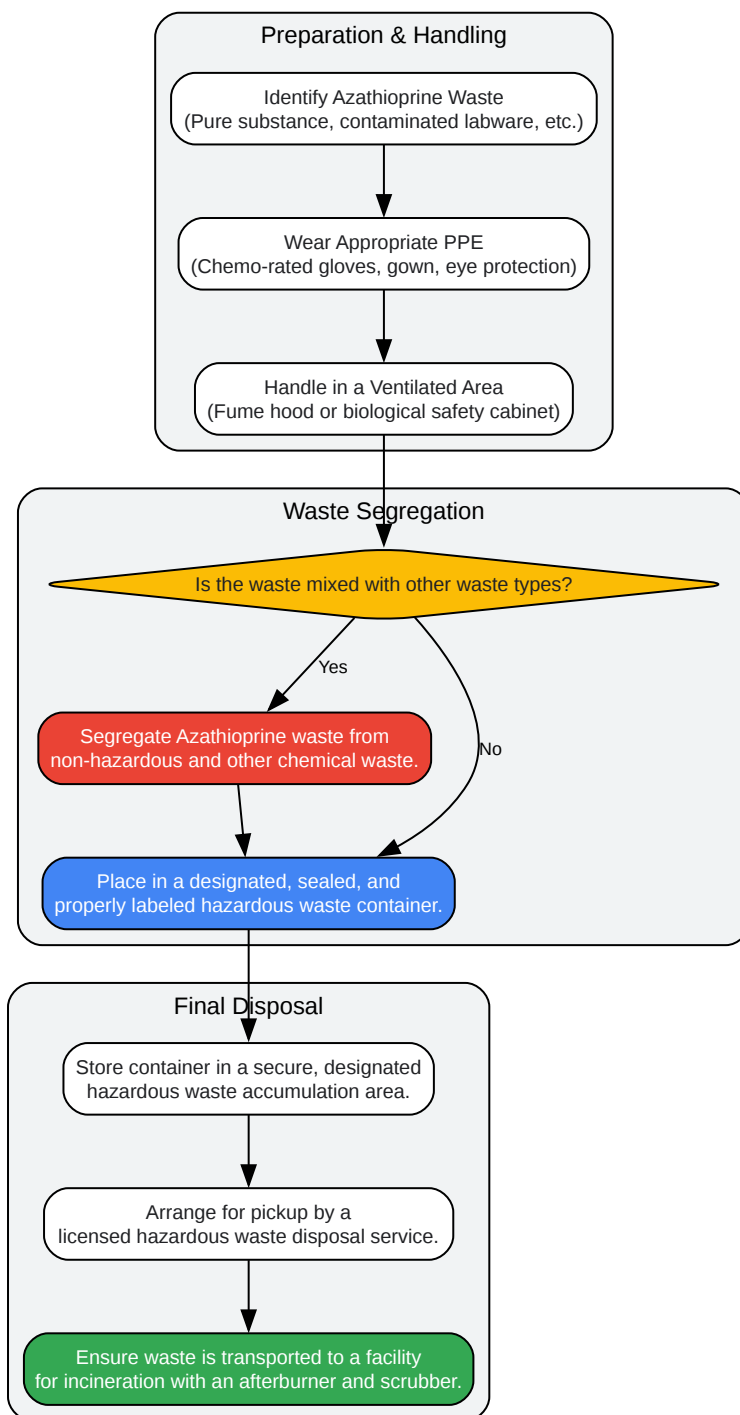 Preparation & Handling
Identify Azathioprine Waste
(Pure substance, contaminated labware, etc.)
Wear Appropriate PPE
(Chemo-rated gloves, gown, eye protection)
Handle in a Ventilated Area
(Fume hood or biological safety cabinet)
Waste Segregation
Is the waste mixed with other waste types?
Yes
Segregate Azathioprine waste from
non-hazardous and other chemical waste.
No
Place in a designated, sealed, and
properly labeled hazardous waste container.
Final Disposal
Store container in a secure, designated
hazardous waste accumulation area.
Arrange for pickup by a
licensed hazardous waste disposal service.
Ensure waste is transported to a facility
for incineration with an afterburner and scrubber.